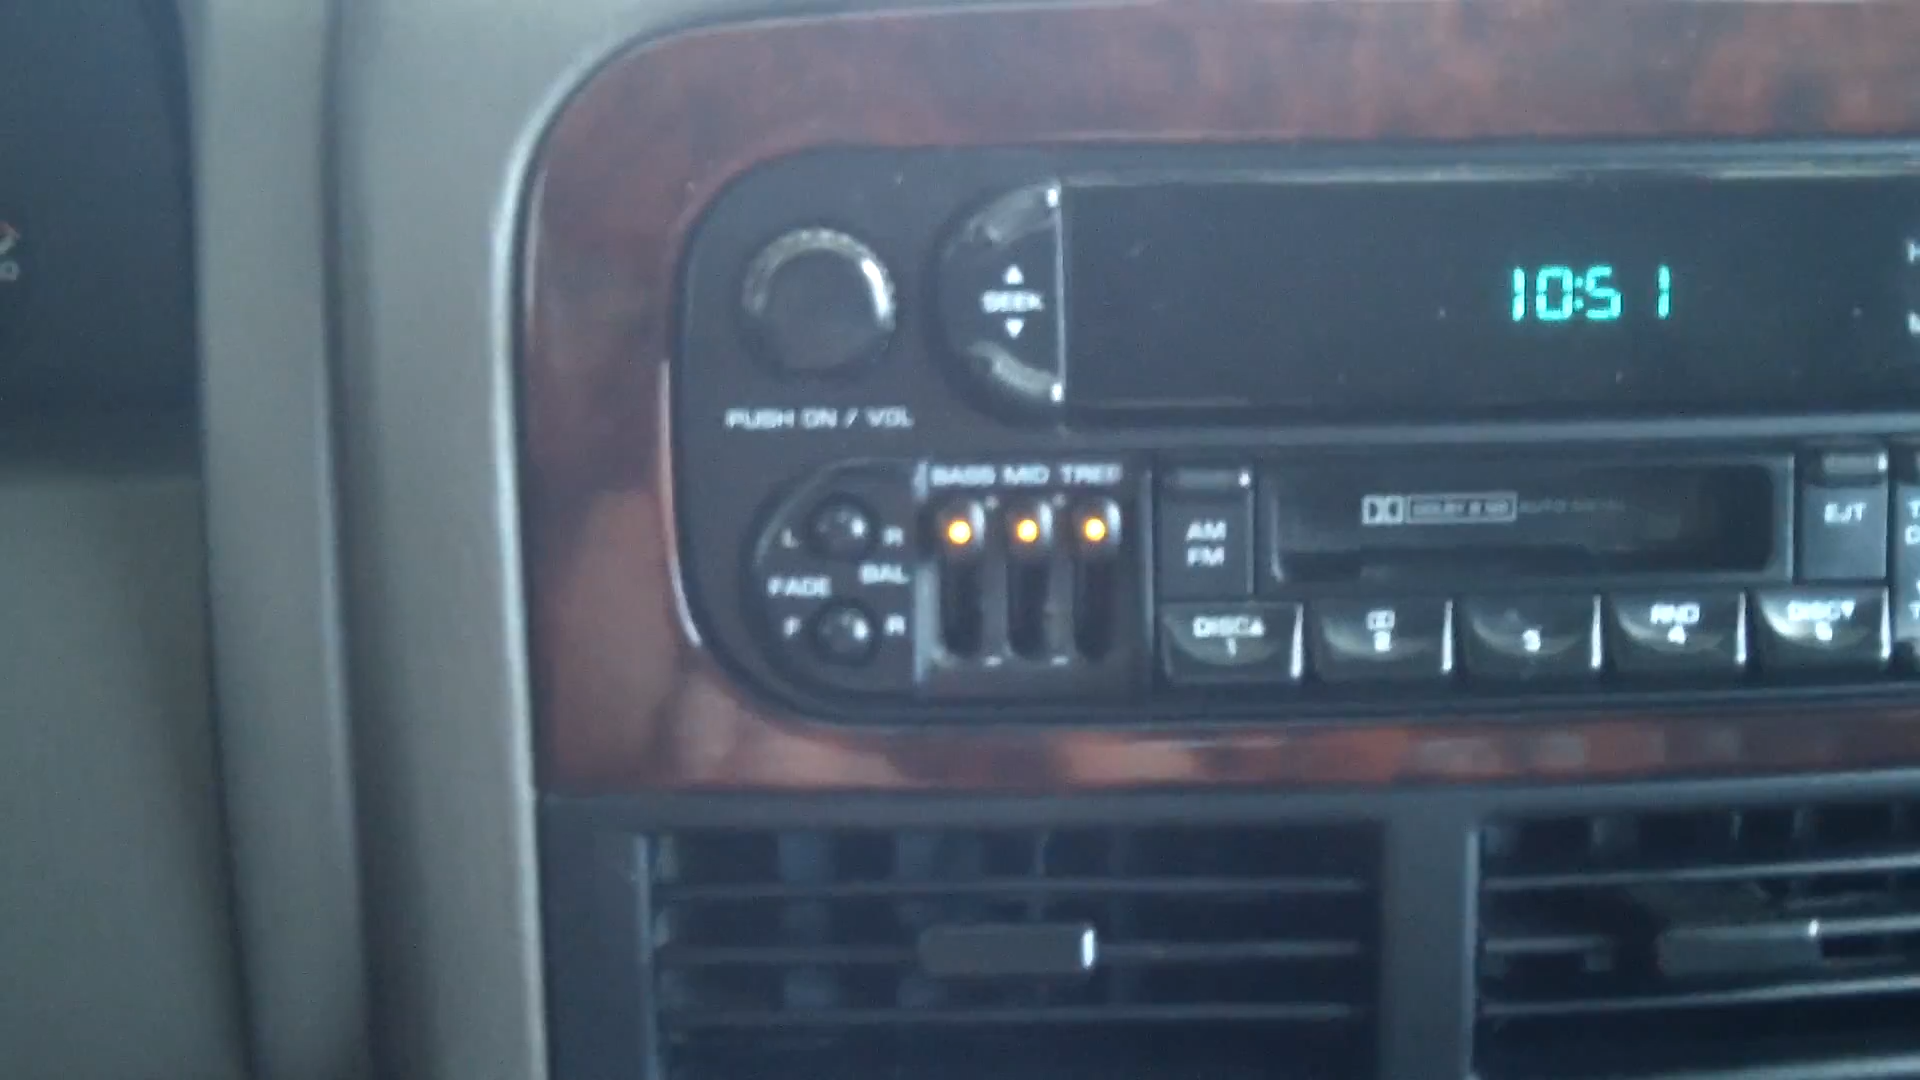 SEEK
10:51
PUSH ON / VOL
BASS MID TREB
L R
FADE BAL
F R
AM
FM
EJT
DISC▲
1
2
3
RND
4
DISC▼
5